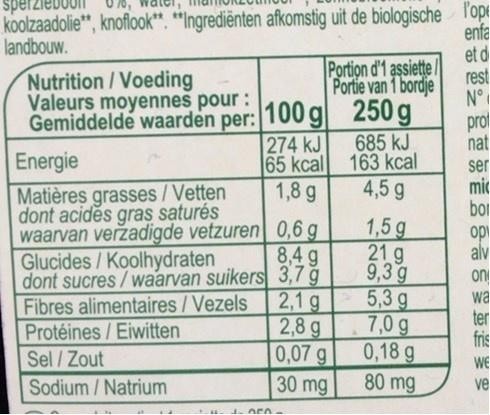 koolzaadolie**, knoflook**. **Ingrediënten afkomstig uit de biologische
landbouw.
Nutrition / Voeding
Valeurs moyennes pour :
Gemiddelde waarden per: 100 g
Portion d'1 assiette /
Portie van 1 bordje
250 g
Energie 274 kJ 685 kJ
65 kcal 163 kcal
Matières grasses / Vetten 1,8 g 4,5 g
dont acides gras saturés
waarvan verzadigde vetzuren 0,6 g 1,5 g
Glucides / Koolhydraten 8,4 g 21 g
dont sucres / waarvan suikers 3,7 g 9,3 g
Fibres alimentaires / Vezels 2,1 g 5,3 g
Protéines / Eiwitten 2,8 g 7,0 g
Sel / Zout 0,07 g 0,18 g
Sodium / Natrium 30 mg 80 mg